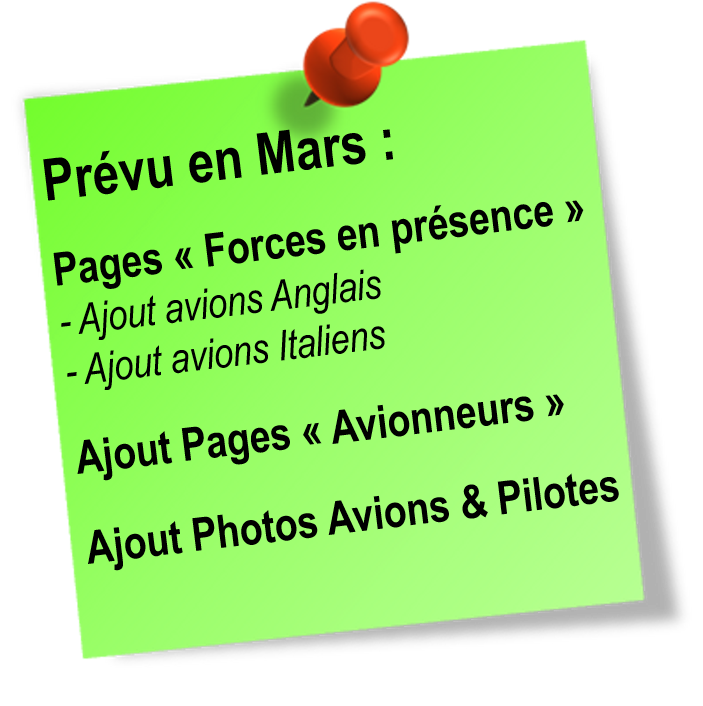 Prévu en Mars :
Pages « Forces en présence »
- Ajout avions Anglais
- Ajout avions Italiens
Ajout Pages « Avionneurs »
Ajout Photos Avions & Pilotes